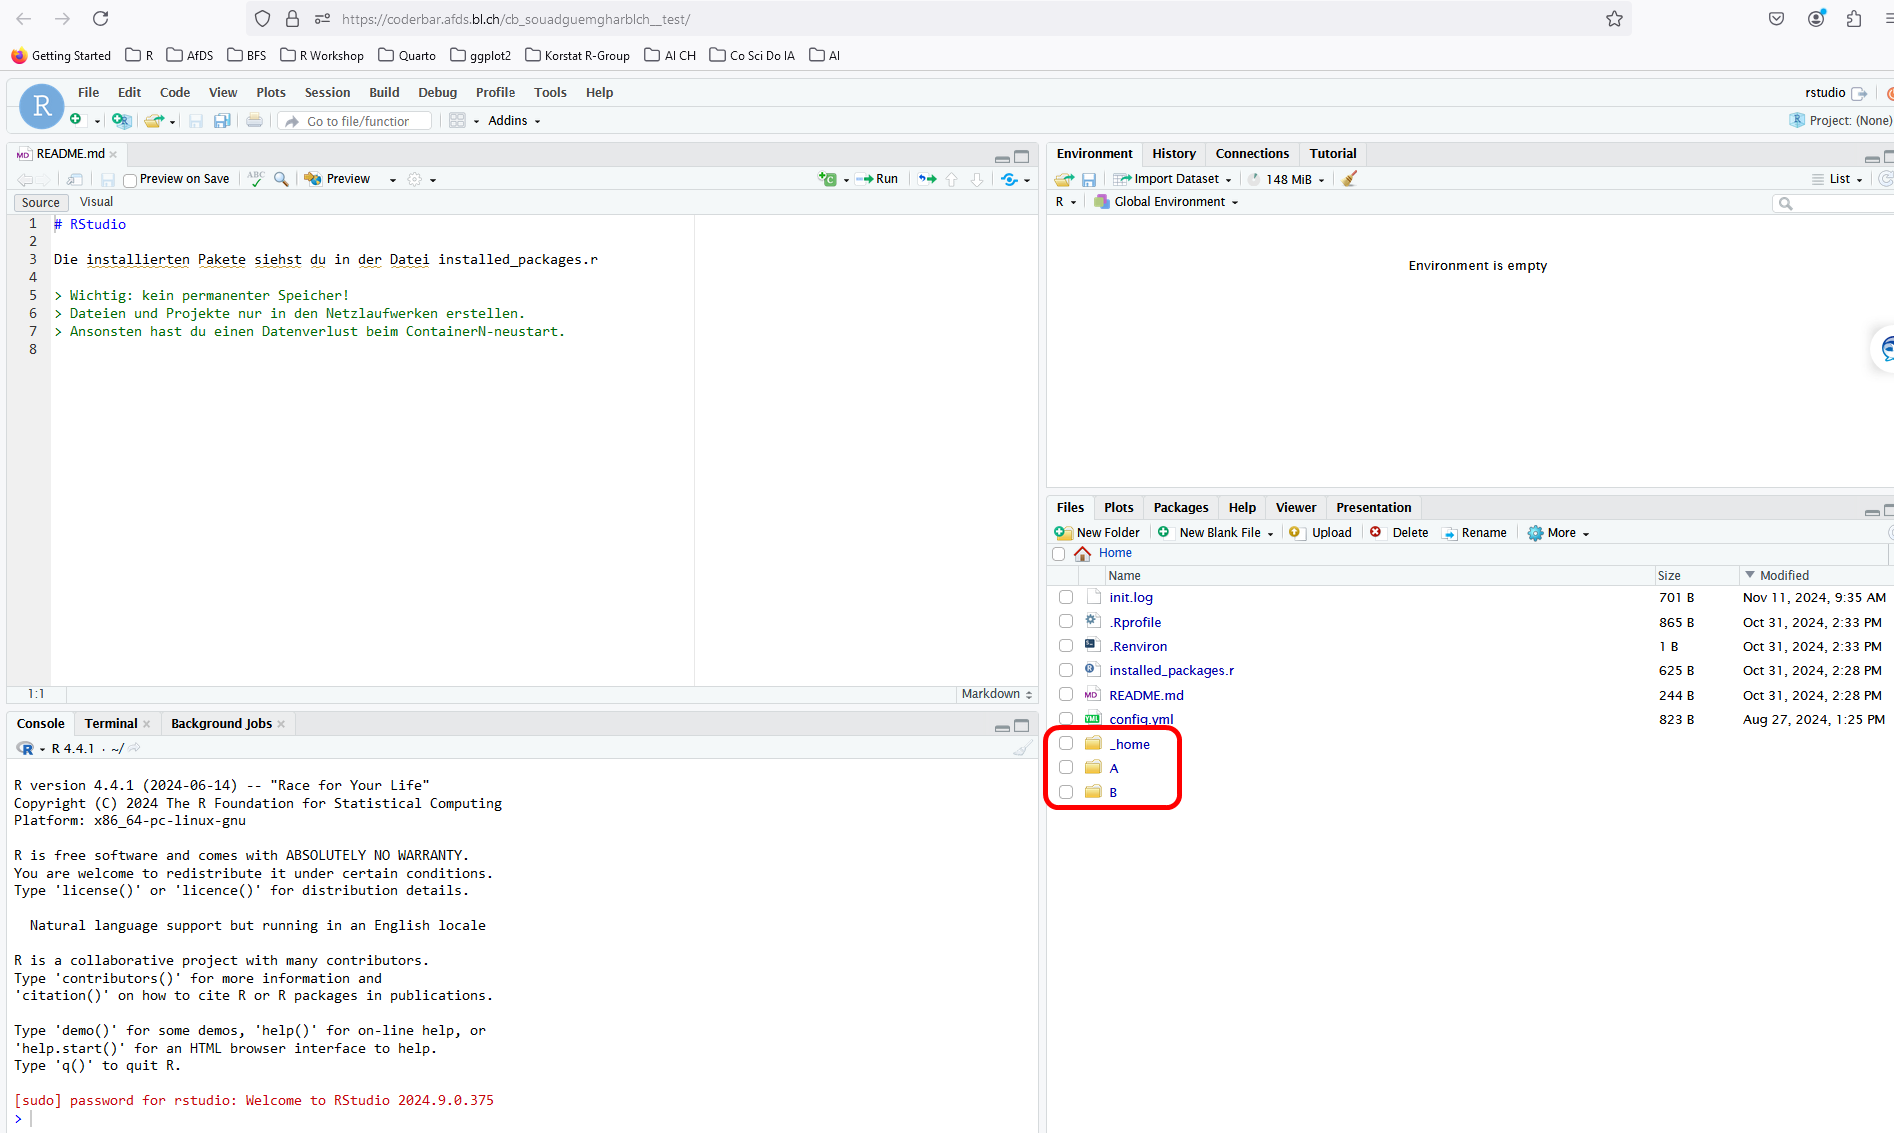 https://coderbar.afds.bl.ch/cb_souadguemgharblch__test/
Getting Started R AfDS BFS R Workshop Quarto ggplot2 Korstat R-Group AI CH Co Sci Do IA AI
R File Edit Code View Plots Session Build Debug Profile Tools Help rstudio
Go to file/function Addins Project: (None)
README.md
Preview on Save ABC Preview Run
Source Visual
1 # RStudio
2
3 Die installierten Pakete siehst du in der Datei installed_packages.r
4
5 > Wichtig: kein permanenter Speicher!
6 > Dateien und Projekte nur in den Netzlaufwerken erstellen.
7 > Ansonsten hast du einen Datenverlust beim ContainerN-neustart.
8
1:1 Markdown
Console Terminal Background Jobs
R 4.4.1 · ~/
R version 4.4.1 (2024-06-14) -- "Race for Your Life"
Copyright (C) 2024 The R Foundation for Statistical Computing
Platform: x86_64-pc-linux-gnu
R is free software and comes with ABSOLUTELY NO WARRANTY.
You are welcome to redistribute it under certain conditions.
Type 'license()' or 'licence()' for distribution details.
Natural language support but running in an English locale
R is a collaborative project with many contributors.
Type 'contributors()' for more information and
'citation()' on how to cite R or R packages in publications.
Type 'demo()' for some demos, 'help()' for on-line help, or
'help.start()' for an HTML browser interface to help.
Type 'q()' to quit R.
[sudo] password for rstudio: Welcome to RStudio 2024.9.0.375
>
Environment History Connections Tutorial
Import Dataset 148 MiB List
R Global Environment
Environment is empty
Files Plots Packages Help Viewer Presentation
New Folder New Blank File Upload Delete Rename More
Home
Name Size Modified
init.log 701 B Nov 11, 2024, 9:35 AM
.Rprofile 865 B Oct 31, 2024, 2:33 PM
.Renviron 1 B Oct 31, 2024, 2:33 PM
installed_packages.r 625 B Oct 31, 2024, 2:28 PM
README.md 244 B Oct 31, 2024, 2:28 PM
config.yml 823 B Aug 27, 2024, 1:25 PM
_home
A
B